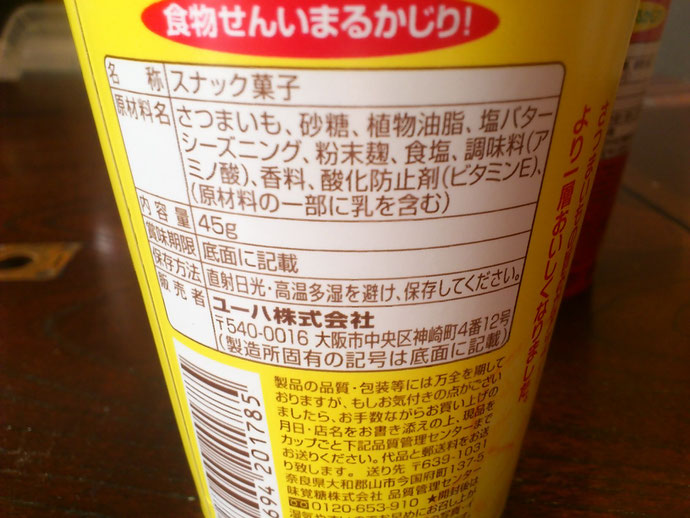 食物せんいまるかじり!
名称 スナック菓子
原材料名 さつまいも、砂糖、植物油脂、塩バター
シーズニング、粉末麹、食塩、調味料(ア
ミノ酸)、香料、酸化防止剤(ビタミンE)、
(原材料の一部に乳を含む)
内容量 45g
賞味期限 底面に記載
保存方法 直射日光・高温多湿を避け、保存してください。
販売者 ユーハ株式会社
〒540-0016 大阪市中央区神崎町4番12号
(製造所固有の記号は底面に記載)
製品の品質・包装等には万全を期して
おりますが、もしお気付きの点がござい
ましたら、お手数ながらお買い上げの
月日・店名をお書き添えの上、現品を
カップごと下記品質管理センターまで
お送りください。代品と郵送料をお送
り致します。 送り先 〒639-1031
奈良県大和郡山市今国府町137-5
味覚糖株式会社 品質管理センター
0120-653-910 ★開封後は
694201785
さつまいもの
より一層おいしくなりました